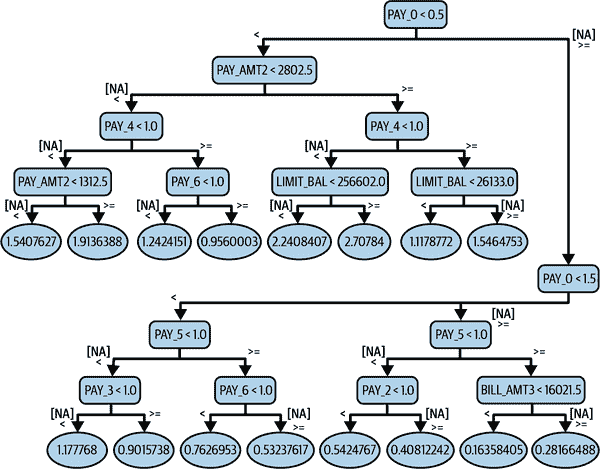 PAY_0 < 0.5
< [NA]
>=
PAY_AMT2 < 2802.5
[NA]
< >=
PAY_4 < 1.0 PAY_4 < 1.0
[NA]
< >= [NA]
< >=
PAY_AMT2 < 1312.5 PAY_6 < 1.0 LIMIT_BAL < 256602.0 LIMIT_BAL < 26133.0
[NA]
< >= [NA]
< >= [NA]
< >= < [NA]
>=
1.5407627 1.9136388 1.2424151 0.9560003 2.2408407 2.70784 1.1178772 1.5464753
PAY_0 < 1.5
< [NA]
>=
PAY_5 < 1.0 PAY_5 < 1.0
[NA]
< >= [NA]
< >=
PAY_3 < 1.0 PAY_6 < 1.0 PAY_2 < 1.0 BILL_AMT3 < 16021.5
[NA]
< >= < [NA]
>= < [NA]
>= < [NA]
>=
1.177768 0.9015738 0.7626953 0.53237617 0.5424767 0.40812242 0.16358405 0.28166488